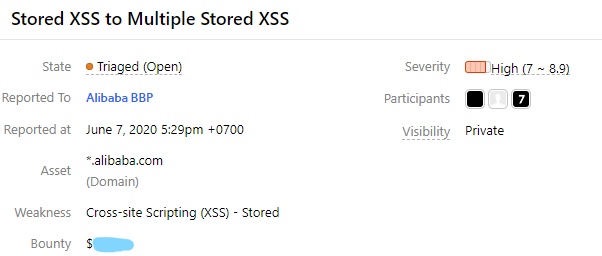 Stored XSS to Multiple Stored XSS
State Triaged (Open) Severity High (7 ~ 8.9)
Reported To Alibaba BBP Participants 7
Reported at June 7, 2020 5:29pm +0700 Visibility Private
Asset *.alibaba.com
(Domain)
Weakness Cross-site Scripting (XSS) - Stored
Bounty $